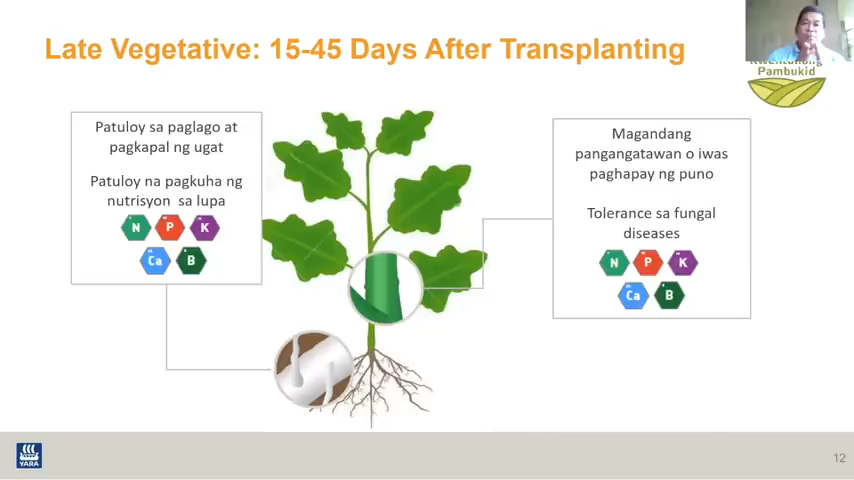 Late Vegetative: 15-45 Days After Transplanting
Pambukid
Patuloy sa paglago at
pagkapal ng ugat
Patuloy na pagkuha ng
nutrisyon sa lupa
N P K
Ca B
Magandang
pangangatawan o iwas
paghapay ng puno
Tolerance sa fungal
diseases
N P K
Ca B
YARA
12